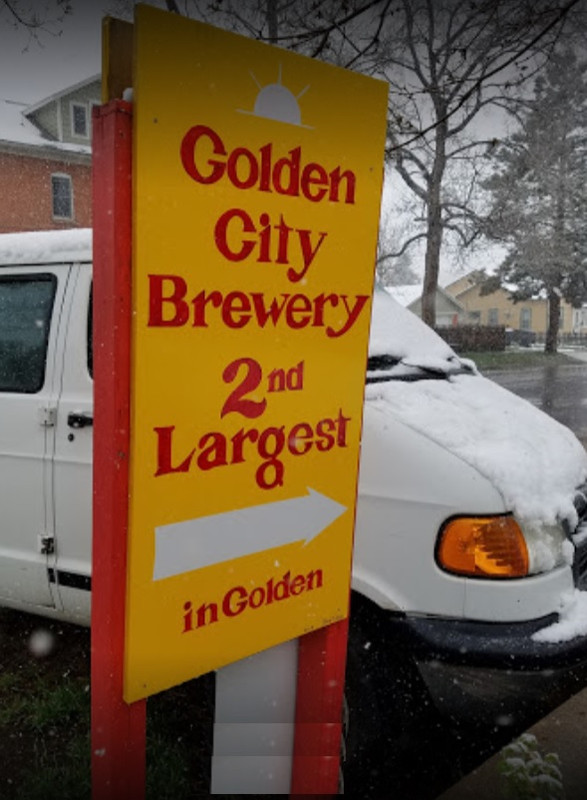 Golden
City
Brewery
2nd
Largest
in Golden